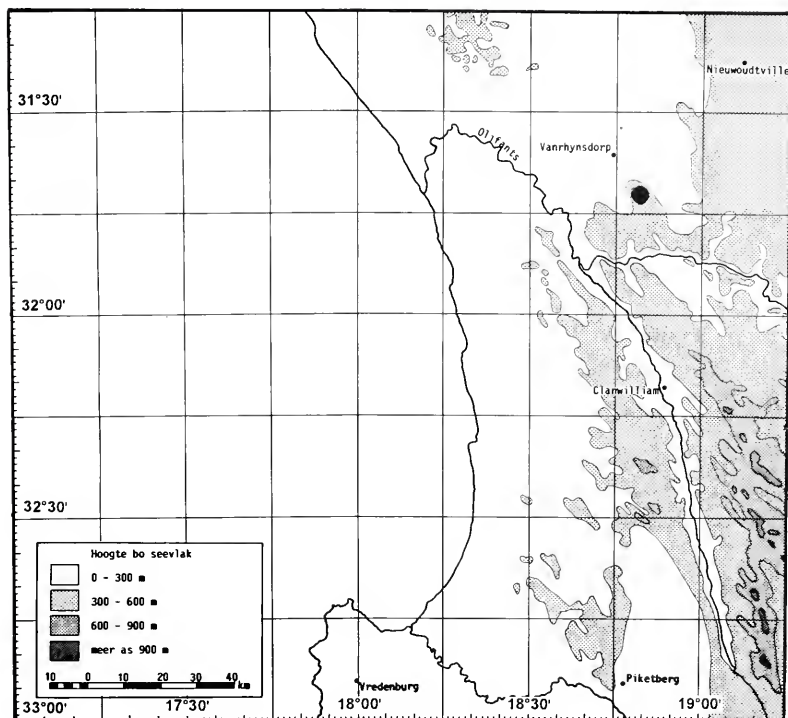 Nieuwoudtville
31°30'
Olifants
Vanrhynsdorp
32°00'
Clanwilliam
32°30'
Hoogte bo seevlak
0 - 300 m
300 - 600 m
600 - 900 m
meer as 900 m
10 0 10 20 30 40
km
Vredenburg
Piketberg
33°00' 17°30' 18°00' 18°30' 19°00'